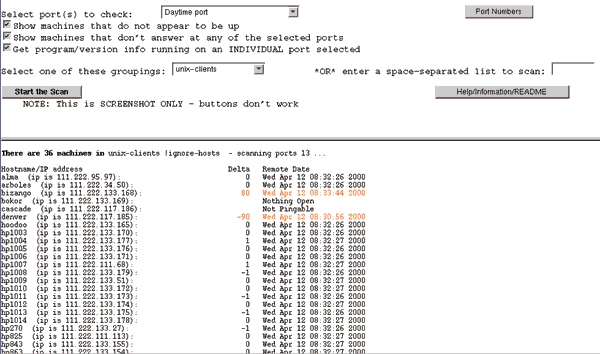 Select port(s) to check: Daytime port Port Numbers
Show machines that do not appear to be up
Show machines that don't answer at any of the selected ports
Get program/version info running on an INDIVIDUAL port selected
Select one of these groupings: unix-clients *OR* enter a space-separated list to scan:
Start the Scan Help/Information/README
NOTE: This is SCREENSHOT ONLY - buttons don't work
There are 36 machines in unix-clients !ignore-hosts - scanning ports 13 ...
Hostname/IP address Delta Remote Date
alma (ip is 111.222.95.97): 0 Wed Apr 12 08:32:26 2000
arboles (ip is 111.222.34.50): 0 Wed Apr 12 08:32:26 2000
bizango (ip is 111.222.133.168): 80 Wed Apr 12 08:33:44 2000
bokor (ip is 111.222.133.169): Nothing Open
cascade (ip is 111.222.117.186): Not Pingable
denver (ip is 111.222.117.185): -90 Wed Apr 12 08:30:56 2000
hoodoo (ip is 111.222.133.165): 0 Wed Apr 12 08:32:26 2000
hp1003 (ip is 111.222.133.170): 0 Wed Apr 12 08:32:26 2000
hp1004 (ip is 111.222.133.177): 1 Wed Apr 12 08:32:27 2000
hp1005 (ip is 111.222.133.176): 0 Wed Apr 12 08:32:26 2000
hp1006 (ip is 111.222.133.171): 0 Wed Apr 12 08:32:26 2000
hp1007 (ip is 111.222.111.68): 1 Wed Apr 12 08:32:27 2000
hp1008 (ip is 111.222.133.179): -1 Wed Apr 12 08:32:26 2000
hp1009 (ip is 111.222.133.51): 0 Wed Apr 12 08:32:27 2000
hp1010 (ip is 111.222.133.172): 0 Wed Apr 12 08:32:27 2000
hp1011 (ip is 111.222.133.173): -1 Wed Apr 12 08:32:26 2000
hp1012 (ip is 111.222.133.174): 0 Wed Apr 12 08:32:27 2000
hp1013 (ip is 111.222.133.175): -1 Wed Apr 12 08:32:26 2000
hp1014 (ip is 111.222.133.178): 0 Wed Apr 12 08:32:27 2000
hp270 (ip is 111.222.133.27): -1 Wed Apr 12 08:32:26 2000
hp825 (ip is 111.222.111.113): 0 Wed Apr 12 08:32:27 2000
hp843 (ip is 111.222.133.155): 0 Wed Apr 12 08:32:27 2000
hp863 (ip is 111.222.133.154): 0 Wed Apr 12 08:32:27 2000